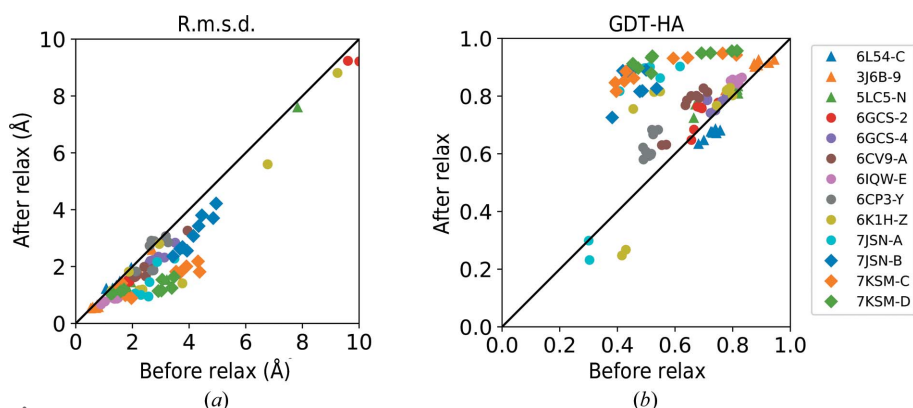 R.m.s.d.
10
8
6
4
2
0
After relax (Å)
0 2 4 6 8 10
Before relax (Å)
(a)
GDT-HA
1.0
0.8
0.6
0.4
0.2
0.0
After relax
0.0 0.2 0.4 0.6 0.8 1.0
Before relax
(b)
6L54-C
3J6B-9
5LC5-N
6GCS-2
6GCS-4
6CV9-A
6IQW-E
6CP3-Y
6K1H-Z
7JSN-A
7JSN-B
7KSM-C
7KSM-D